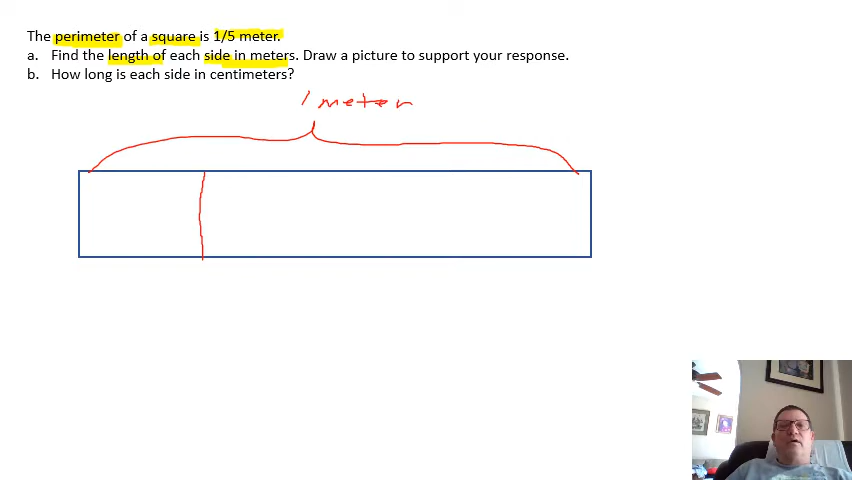 The perimeter of a square is 1/5 meter.
a. Find the length of each side in meters. Draw a picture to support your response.
b. How long is each side in centimeters?
1 meter